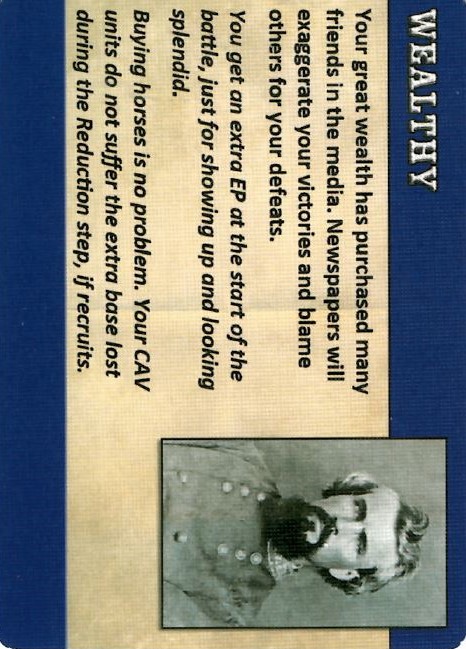 WEALTHY
Your great wealth has purchased many
friends in the media. Newspapers will
exaggerate your victories and blame
others for your defeats.
You get an extra EP at the start of the
battle, just for showing up and looking
splendid.
Buying horses is no problem. Your CAV
units do not suffer the extra base lost
during the Reduction step, if recruits.